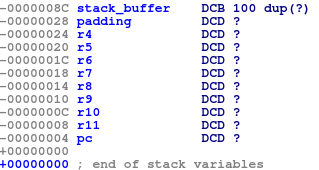 -0000008C stack_buffer DCB 100 dup(?)
-00000028 padding DCD ?
-00000024 r4 DCD ?
-00000020 r5 DCD ?
-0000001C r6 DCD ?
-00000018 r7 DCD ?
-00000014 r8 DCD ?
-00000010 r9 DCD ?
-0000000C r10 DCD ?
-00000008 r11 DCD ?
-00000004 pc DCD ?
+00000000
+00000000 ; end of stack variables